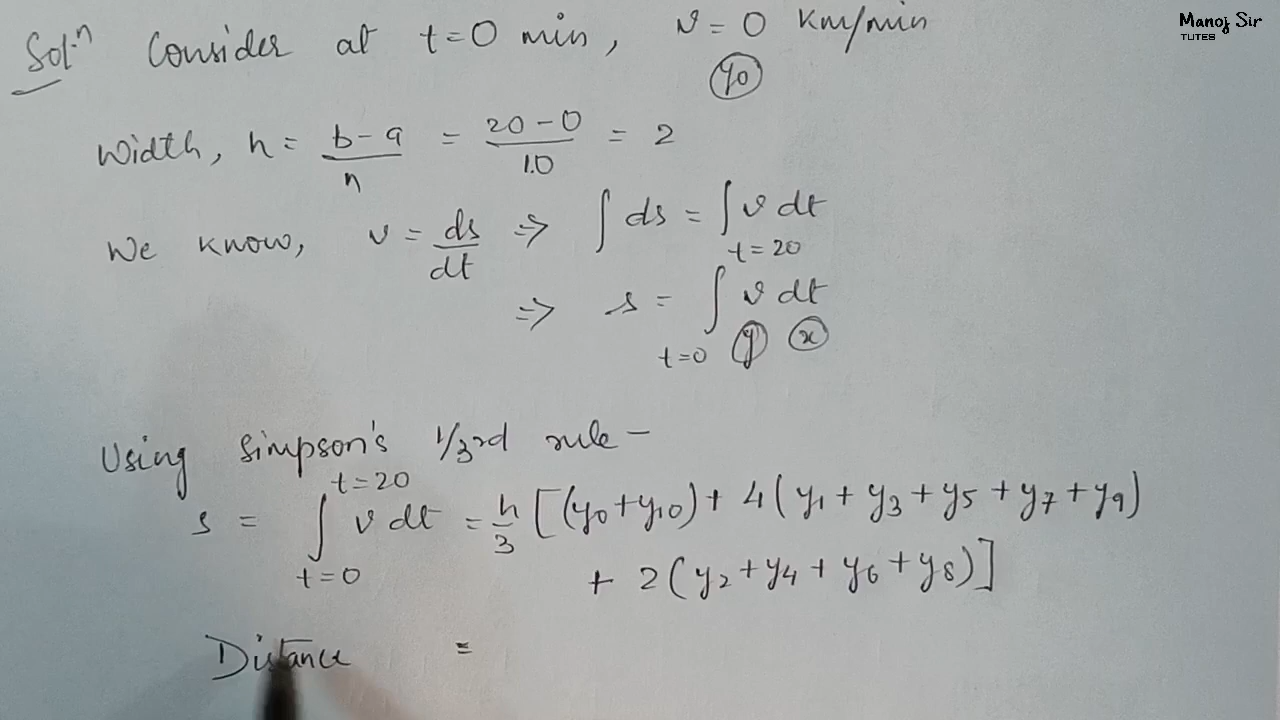 Manoj Sir
TUTES
Solⁿ Consider at t=0 min, v = 0 Km/min
y0
Width, h = b-a/n = 20-0/10 = 2
We know, v = ds/dt ⇒ ∫ ds = ∫ v dt
t=20
⇒ s = ∫ v dt
t=0 y x
Using Simpson's 1/3rd rule -
t=20
s = ∫ v dt = h/3 [(y0+y10) + 4(y1+y3+y5+y7+y9)
t=0 + 2(y2+y4+y6+y8)]
Distance =